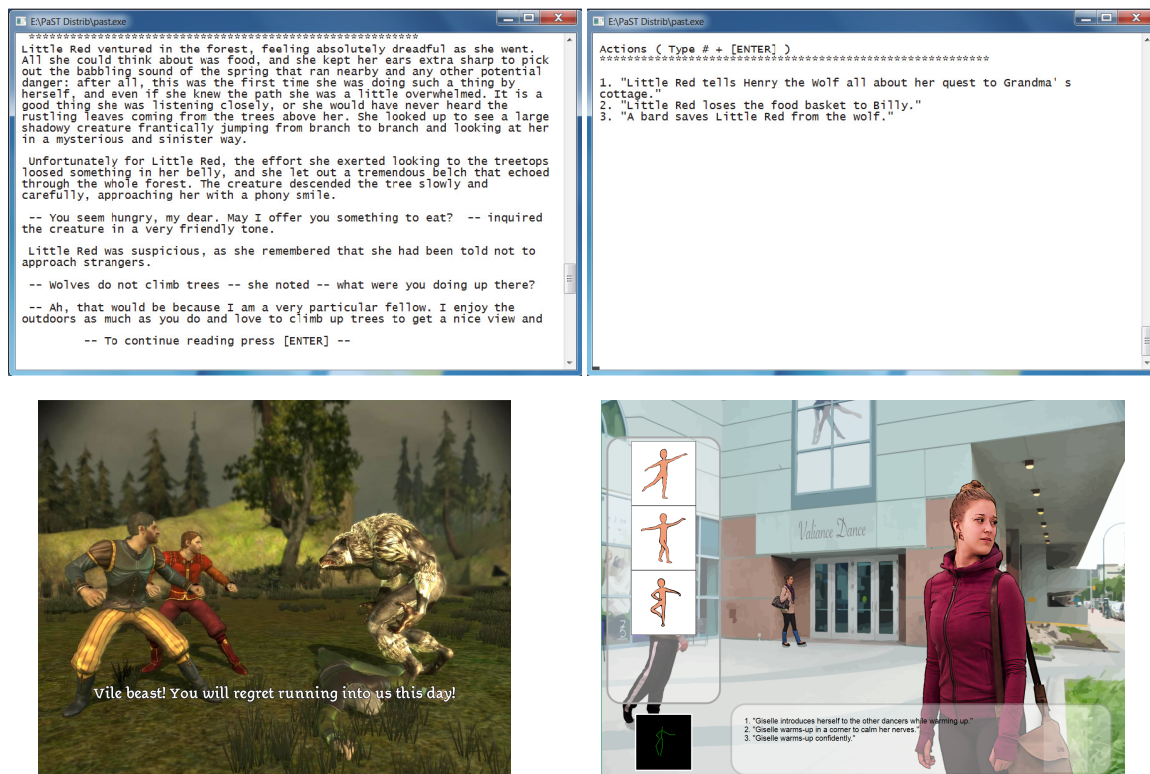 E:\PaST Distrib\past.exe
*********************************************************
Little Red ventured in the forest, feeling absolutely dreadful as she went.
All she could think about was food, and she kept her ears extra sharp to pick
out the babbling sound of the spring that ran nearby and any other potential
danger; after all, this was the first time she was doing such a thing by
herself, and even if she knew the path she was a little overwhelmed. It is a
good thing she was listening closely, or she would have never heard the
rustling leaves coming from the trees above her. She looked up to see a large
shadowy creature frantically jumping from branch to branch and looking at her
in a mysterious and sinister way.
Unfortunately for Little Red, the effort she exerted looking to the treetops
loosed something in her belly, and she let out a tremendous belch that echoed
through the whole forest. The creature descended the tree slowly and
carefully, approaching her with a phony smile.
-- You seem hungry, my dear. May I offer you something to eat?  -- inquired
the creature in a very friendly tone.
Little Red was suspicious, as she remembered that she had been told not to
approach strangers.
-- Wolves do not climb trees -- she noted -- what were you doing up there?
-- Ah, that would be because I am a very particular fellow. I enjoy the
outdoors as much as you do and love to climb up trees to get a nice view and
-- To continue reading press [ENTER] --
E:\PaST Distrib\past.exe
Actions ( Type # + [ENTER] )
*********************************************************
1. "Little Red tells Henry the Wolf all about her quest to Grandma' s
cottage."
2. "Little Red loses the food basket to Billy."
3. "A bard saves Little Red from the wolf."
Vile beast! You will regret running into us this day!
Valiance Dance
1. "Giselle introduces herself to the other dancers while warming up."
2. "Giselle warms-up in a corner to calm her nerves."
3. "Giselle warms-up confidently."